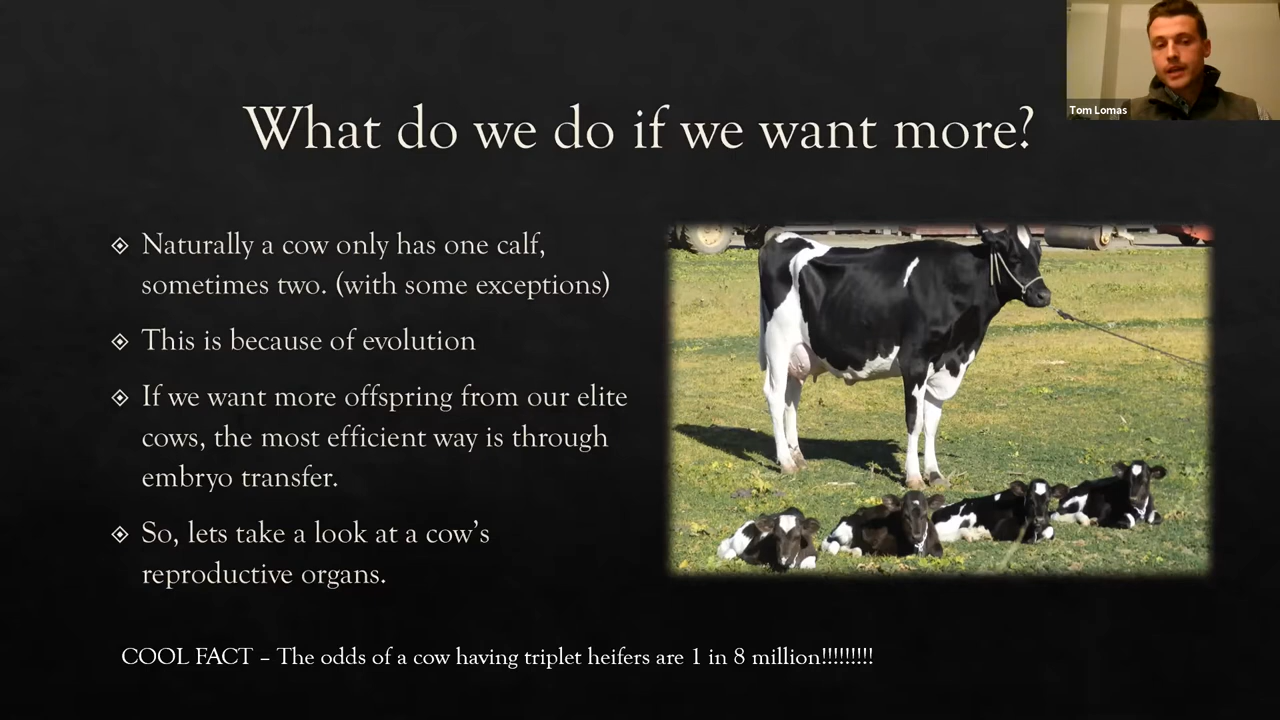 Tom Lomas
What do we do if we want more?
Naturally a cow only has one calf,
sometimes two. (with some exceptions)
This is because of evolution
If we want more offspring from our elite
cows, the most efficient way is through
embryo transfer.
So, lets take a look at a cow’s
reproductive organs.
COOL FACT – The odds of a cow having triplet heifers are 1 in 8 million!!!!!!!!!